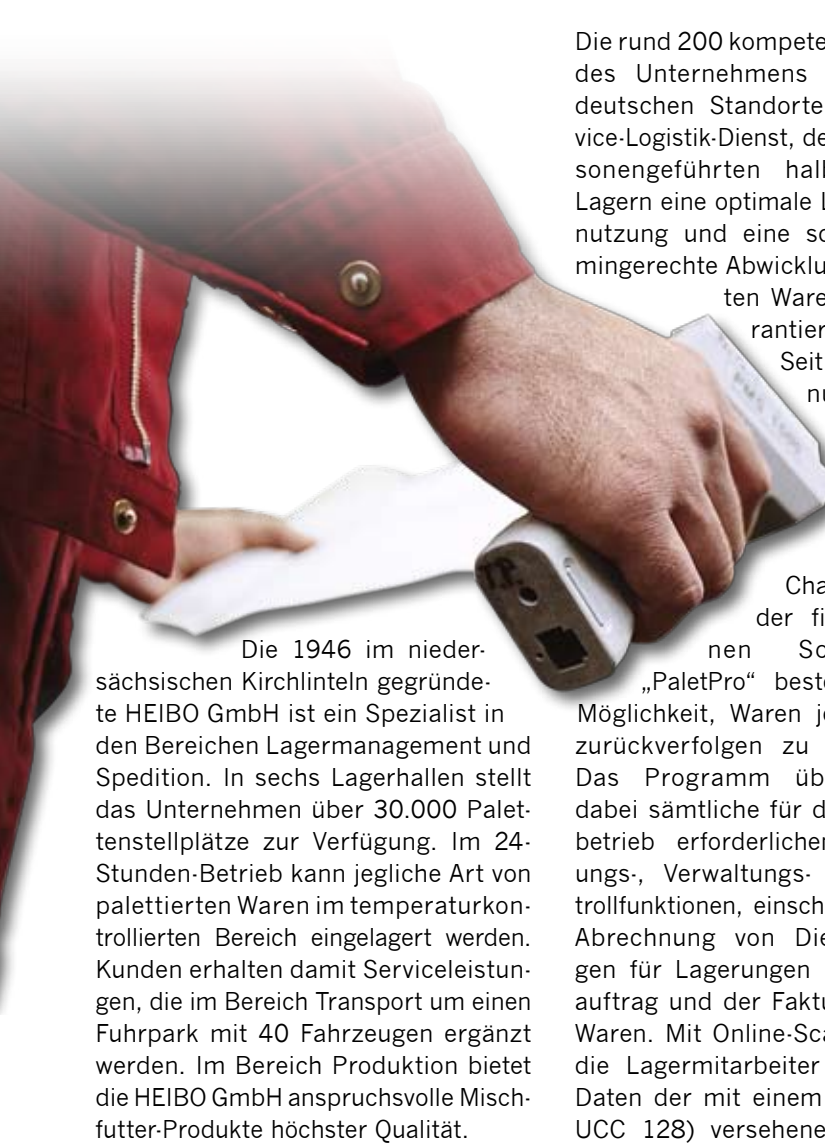 Die 1946 im nieder-
sächsischen Kirchlinteln gegründe-
te HEIBO GmbH ist ein Spezialist in
den Bereichen Lagermanagement und
Spedition. In sechs Lagerhallen stellt
das Unternehmen über 30.000 Palet-
tenstellplätze zur Verfügung. Im 24-
Stunden-Betrieb kann jegliche Art von
palettierten Waren im temperaturkon-
trollierten Bereich eingelagert werden.
Kunden erhalten damit Serviceleistun-
gen, die im Bereich Transport um einen
Fuhrpark mit 40 Fahrzeugen ergänzt
werden. Im Bereich Produktion bietet
die HEIBO GmbH anspruchsvolle Misch-
futter-Produkte höchster Qualität.
Die rund 200 kompete
des Unternehmens
deutschen Standorte
vice-Logistik-Dienst, de
sonengeführten hall
Lagern eine optimale L
nutzung und eine so
mingerechte Abwicklu
ten Ware
rantier
Seit
nu
Cha
der fi
nen So
„PaletPro“ beste
Möglichkeit, Waren je
zurückverfolgen zu
Das Programm üb
dabei sämtliche für d
betrieb erforderlicher
ungs-, Verwaltungs-
trollfunktionen, einsch
Abrechnung von Die
gen für Lagerungen
auftrag und der Faktu
Waren. Mit Online-Sca
die Lagermitarbeiter
Daten der mit einem
UCC 128) versehene